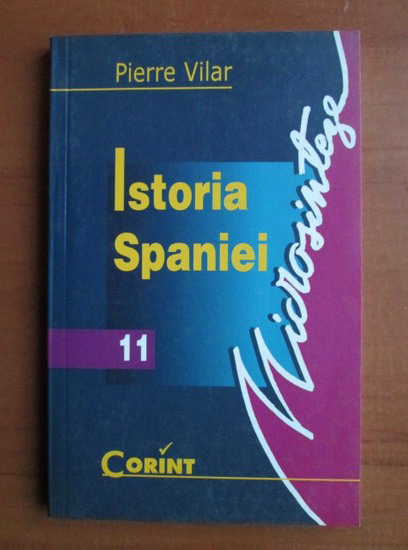 Pierre Vilar
Istoria
Spaniei
Microsinteze
11
CORINT